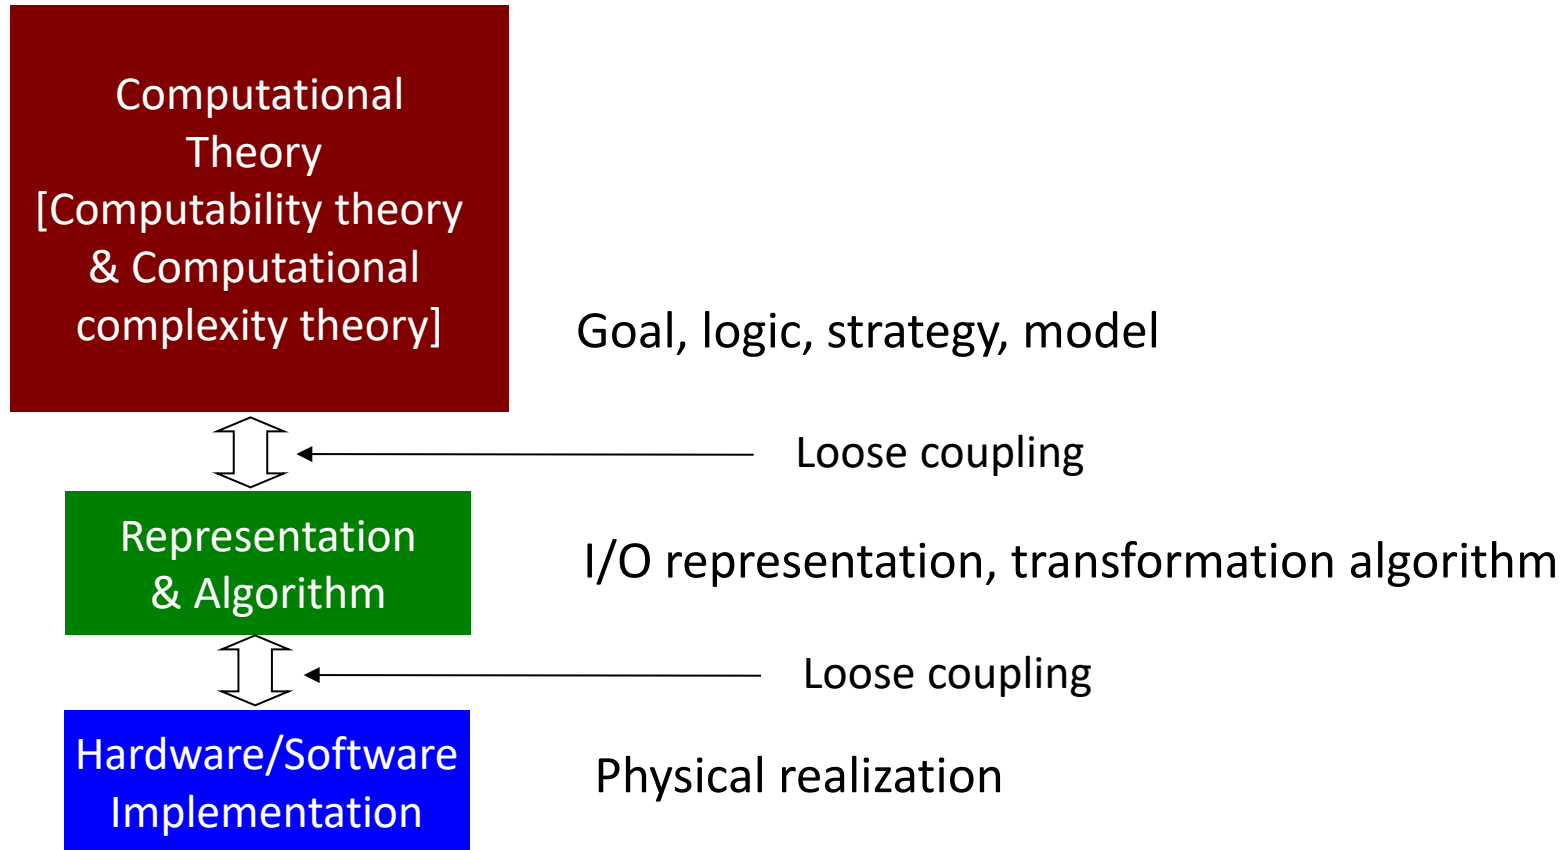 Computational
Theory
[Computability theory
& Computational
complexity theory]
Goal, logic, strategy, model
Loose coupling
Representation
& Algorithm
I/O representation, transformation algorithm
Loose coupling
Hardware/Software
Implementation
Physical realization